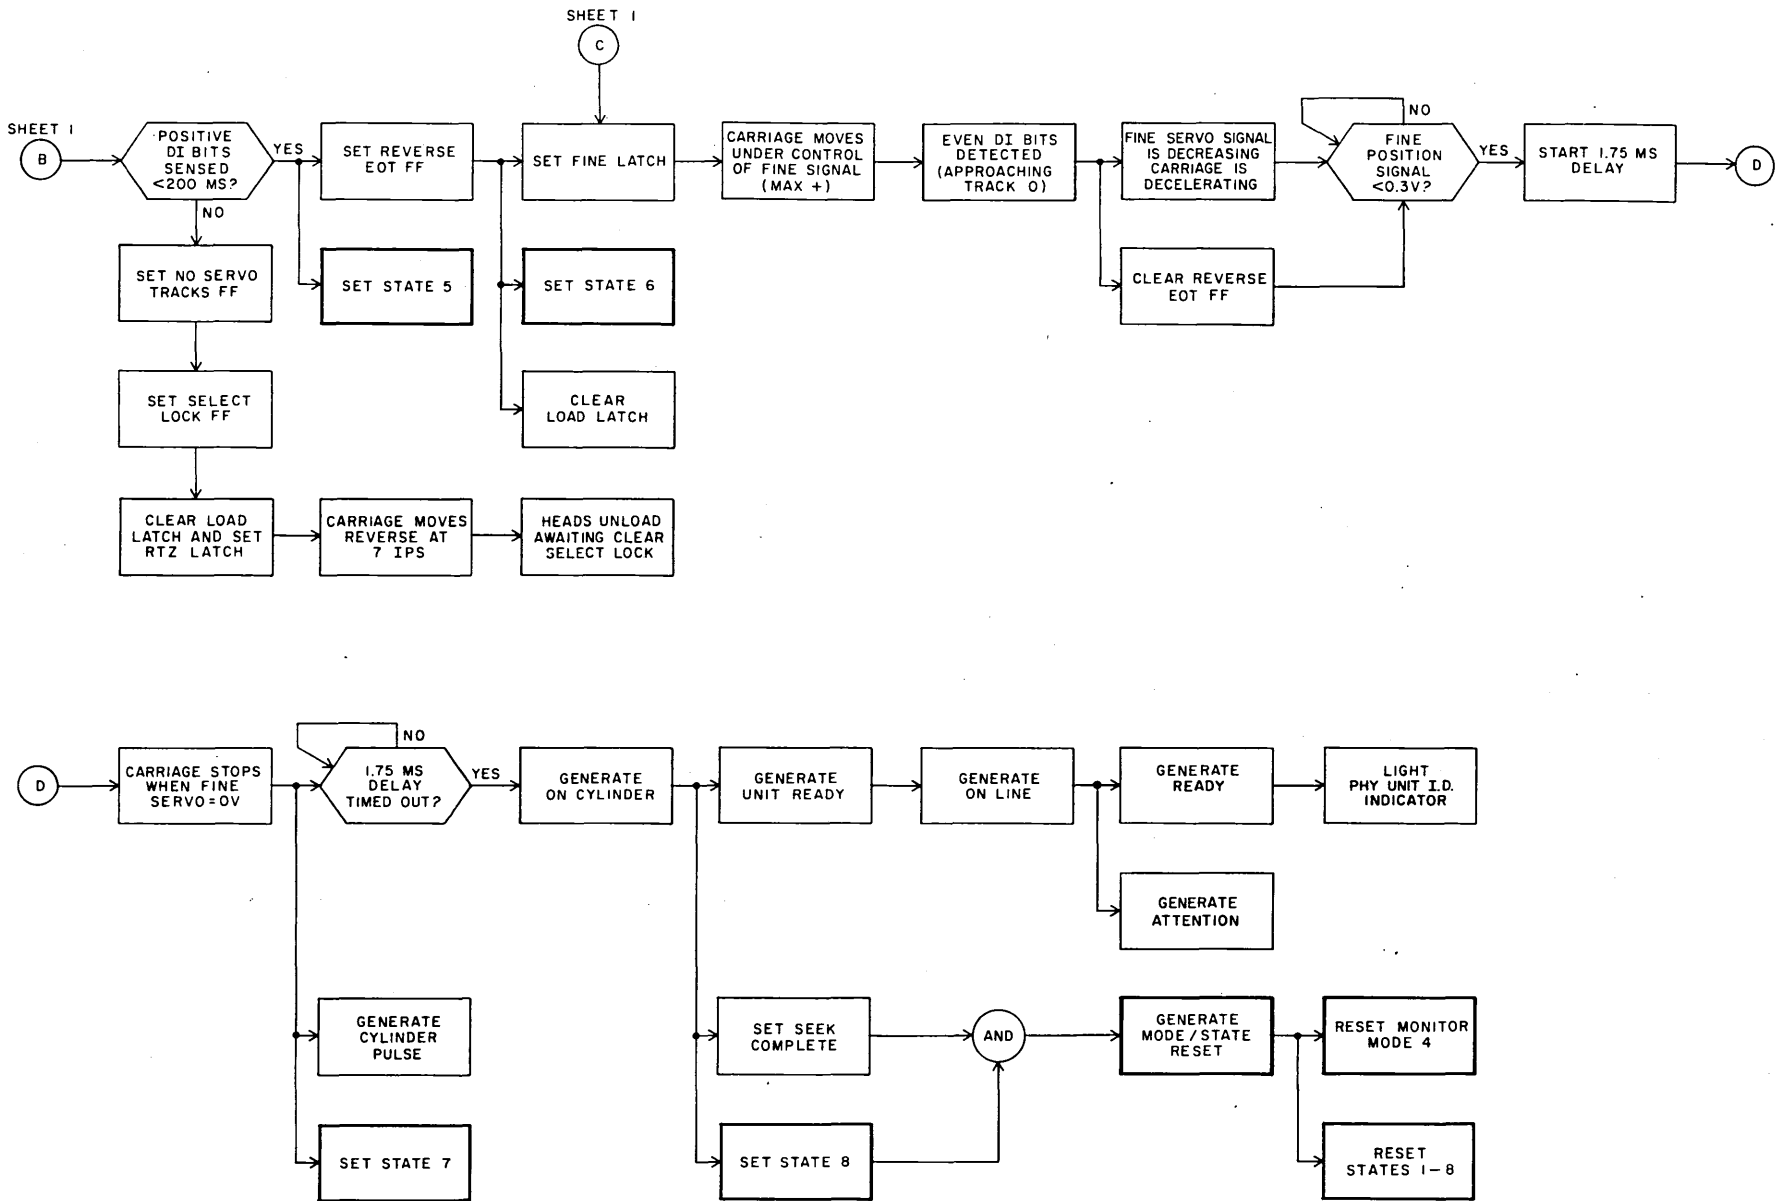 SHEET 1
C
SHEET 1
B
POSITIVE
DI BITS
SENSED
<200 MS?
YES
NO
SET REVERSE
EOT FF
SET FINE LATCH
CARRIAGE MOVES
UNDER CONTROL
OF FINE SIGNAL
(MAX +)
EVEN DI BITS
DETECTED
(APPROACHING
TRACK 0)
FINE SERVO SIGNAL
IS DECREASING
CARRIAGE IS
DECELERATING
NO
FINE
POSITION
SIGNAL
<0.3V?
YES
START 1.75 MS
DELAY
D
SET NO SERVO
TRACKS FF
SET STATE 5
SET STATE 6
CLEAR REVERSE
EOT FF
SET SELECT
LOCK FF
CLEAR
LOAD LATCH
CLEAR LOAD
LATCH AND SET
RTZ LATCH
CARRIAGE MOVES
REVERSE AT
7 IPS
HEADS UNLOAD
AWAITING CLEAR
SELECT LOCK
D
CARRIAGE STOPS
WHEN FINE
SERVO=0V
NO
1.75 MS
DELAY
TIMED OUT?
YES
GENERATE
ON CYLINDER
GENERATE
UNIT READY
GENERATE
ON LINE
GENERATE
READY
LIGHT
PHY UNIT I.D.
INDICATOR
GENERATE
ATTENTION
GENERATE
CYLINDER
PULSE
SET SEEK
COMPLETE
AND
GENERATE
MODE/STATE
RESET
RESET MONITOR
MODE 4
SET STATE 7
SET STATE 8
RESET
STATES 1-8